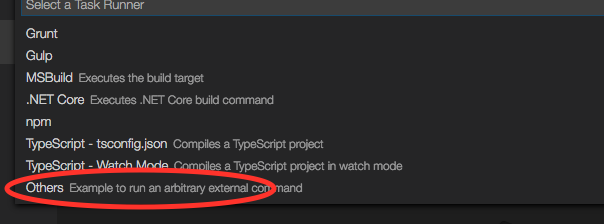 Select a Task Runner
Grunt
Gulp
MSBuild Executes the build target
.NET Core Executes .NET Core build command
npm
TypeScript - tsconfig.json Compiles a TypeScript project
TypeScript - Watch Mode Compiles a TypeScript project in watch mode
Others Example to run an arbitrary external command